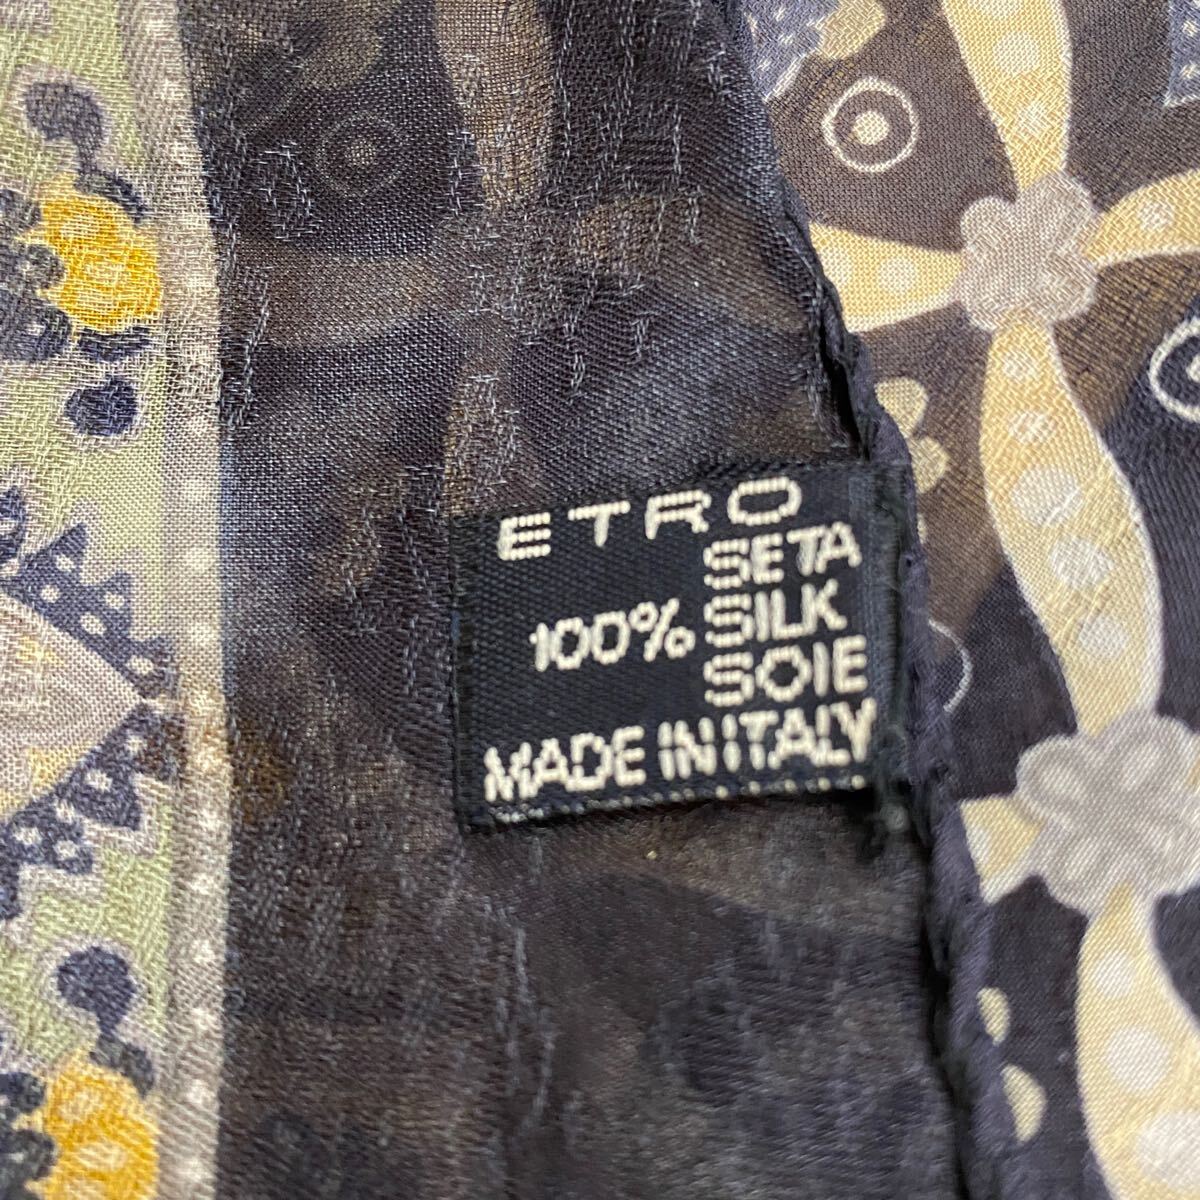 ETRO
SETA
100% SILK
SOIE
MADE IN ITALY